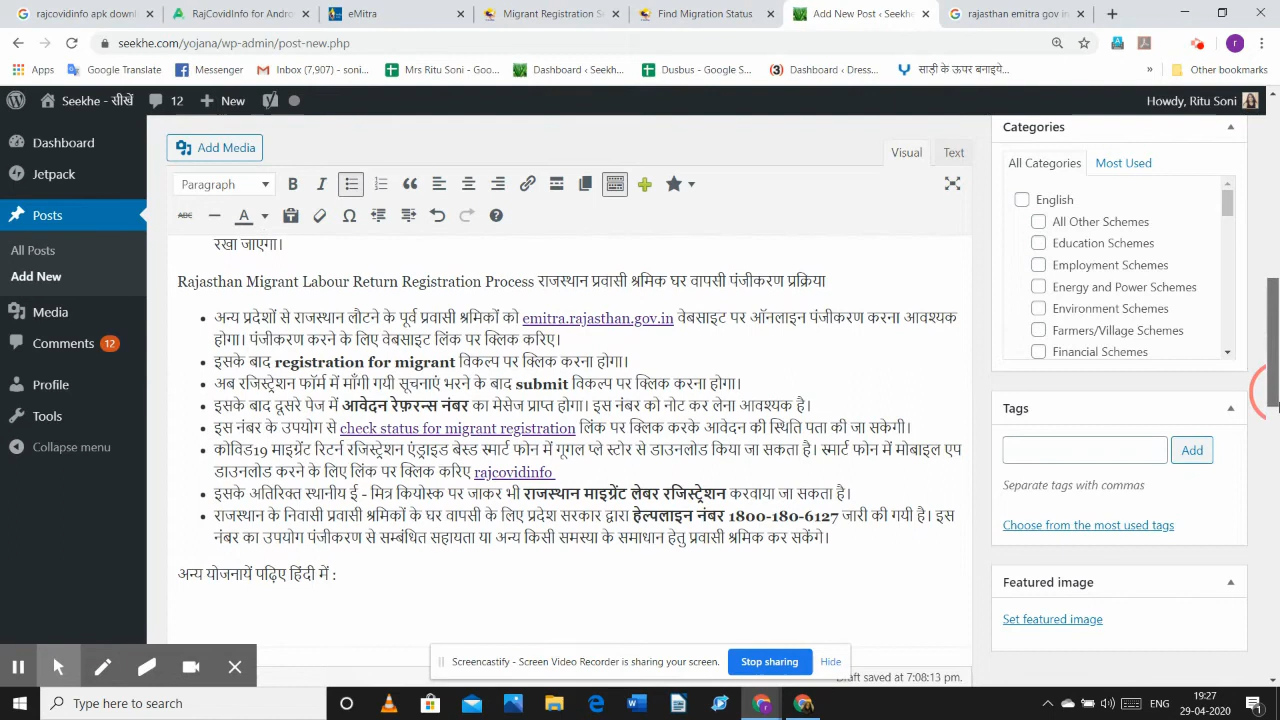 rajcovidinfo app downl
RajCovidInfo for Androi
eMitra
Migrant Registration Se
Find Migration Status
Add New Post ‹ Seekhe
rajasthan emitra gov in
seekhe.com/yojana/wp-admin/post-new.php
Apps Google Translate Messenger Inbox (7,907) - soni... Mrs Ritu Soni - Goo... Dashboard ‹ Seekh... Dusbus - Google S... Dashboard ‹ Dress... साड़ी के ऊपर बनाइये... » Other bookmarks
Seekhe - सीखें 12 New Howdy, Ritu Soni
Dashboard
Jetpack
Posts
All Posts
Add New
Media
Comments 12
Profile
Tools
Collapse menu
Add Media Visual Text
Paragraph
रखा जाएगा।
Rajasthan Migrant Labour Return Registration Process राजस्थान प्रवासी श्रमिक घर वापसी पंजीकरण प्रक्रिया
अन्य प्रदेशों से राजस्थान लौटने के पूर्व प्रवासी श्रमिकों को emitra.rajasthan.gov.in वेबसाइट पर ऑनलाइन पंजीकरण करना आवश्यक
होगा। पंजीकरण करने के लिए वेबसाइट लिंक पर क्लिक करिए।
इसके बाद registration for migrant विकल्प पर क्लिक करना होगा।
अब रजिस्ट्रेशन फॉर्म में माँगी गयी सूचनाएं भरने के बाद submit विकल्प पर क्लिक करना होगा।
इसके बाद दूसरे पेज में आवेदन रेफ़रन्स नंबर का मेसेज प्राप्त होगा। इस नंबर को नोट कर लेना आवश्यक है।
इस नंबर के उपयोग से check status for migrant registration लिंक पर क्लिक करके आवेदन की स्थिति पता की जा सकेगी।
कोविड19 माइग्रेंट रिटर्न रजिस्ट्रेशन एंड्राइड बेस्ड स्मार्ट फोन में गूगल प्ले स्टोर से डाउनलोड किया जा सकता है। स्मार्ट फोन में मोबाइल एप
डाउनलोड करने के लिए लिंक पर क्लिक करिए rajcovidinfo
इसके अतिरिक्त स्थानीय ई - मित्र कियोस्क पर जाकर भी राजस्थान माइग्रेंट लेबर रजिस्ट्रेशन करवाया जा सकता है।
राजस्थान के निवासी प्रवासी श्रमिकों के घर वापसी के लिए प्रदेश सरकार द्वारा हेल्पलाइन नंबर 1800-180-6127 जारी की गयी है। इस
नंबर का उपयोग पंजीकरण से सम्बंधित सहायता या अन्य किसी समस्या के समाधान हेतु प्रवासी श्रमिक कर सकेंगे।
अन्य योजनायें पढ़िए हिंदी में :
Draft saved at 7:08:13 pm.
Categories
All Categories Most Used
English
All Other Schemes
Education Schemes
Employment Schemes
Energy and Power Schemes
Environment Schemes
Farmers/Village Schemes
Financial Schemes
Tags
Add
Separate tags with commas
Choose from the most used tags
Featured image
Set featured image
Screencastify - Screen Video Recorder is sharing your screen. Stop sharing Hide
Type here to search
ENG
19:27
29-04-2020